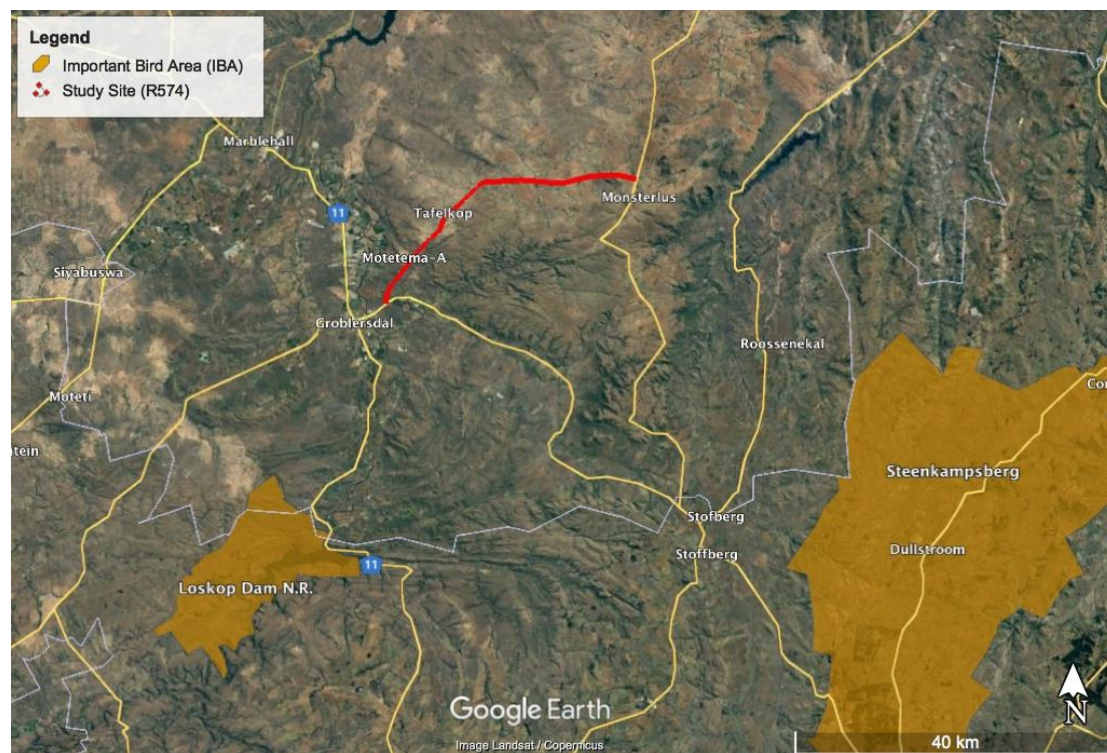 Legend
Important Bird Area (IBA)
Study Site (R574)
Marblehall
11
Monsterlus
Tafelkop
Motetema-A
Siyabuswa
Groblersdal
Roossenekal
Moteti
tein
Steenkampsberg
Stofberg
Dullstroom
Stoffberg
11
Loskop Dam N.R.
N
Google Earth
Image Landsat / Copernicus
40 km